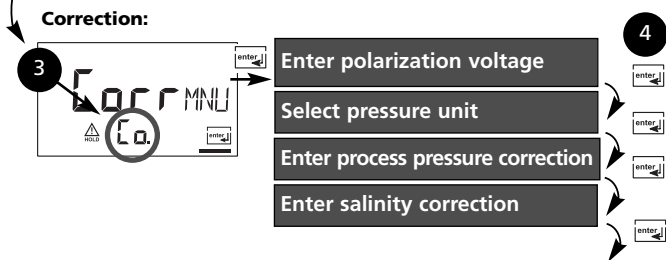 Correction:
4
3
enter
Enter polarization voltage
enter
Corr MNU
Select pressure unit
enter
HOLD
Co.
enter
Enter process pressure correction
enter
Enter salinity correction
enter